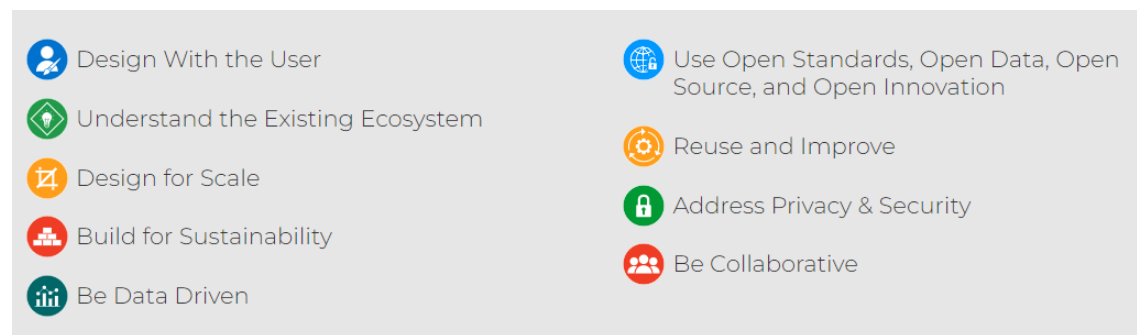 Design With the User
Understand the Existing Ecosystem
Design for Scale
Build for Sustainability
Be Data Driven
Use Open Standards, Open Data, Open
Source, and Open Innovation
Reuse and Improve
Address Privacy & Security
Be Collaborative